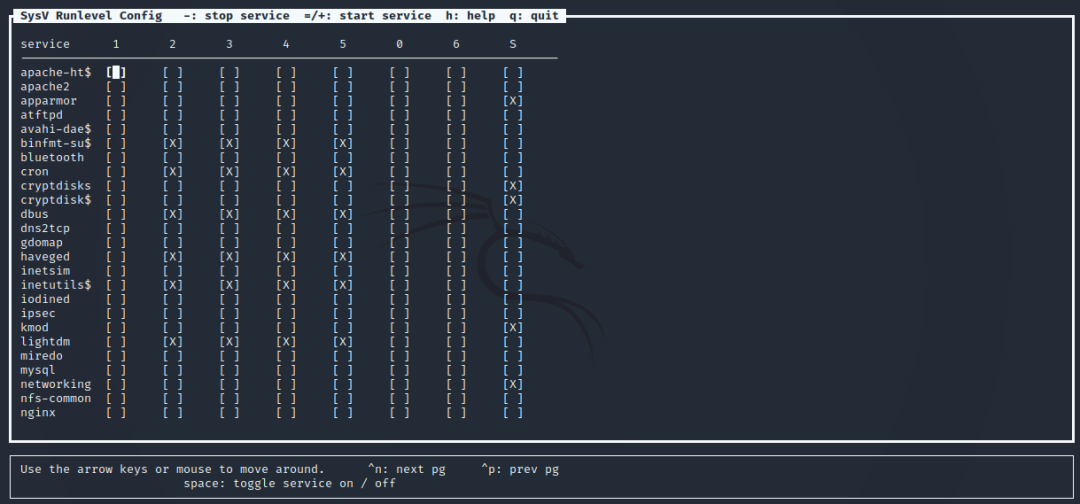 SysV Runlevel Config   -: stop service  =/+: start service  h: help  q: quit
service      1       2       3       4       5       0       6       S
apache-ht$  [ ]     [ ]     [ ]     [ ]     [ ]     [ ]     [ ]     [ ]
apache2     [ ]     [ ]     [ ]     [ ]     [ ]     [ ]     [ ]     [ ]
apparmor    [ ]     [ ]     [ ]     [ ]     [ ]     [ ]     [ ]     [X]
atftpd      [ ]     [ ]     [ ]     [ ]     [ ]     [ ]     [ ]     [ ]
avahi-dae$  [ ]     [ ]     [ ]     [ ]     [ ]     [ ]     [ ]     [ ]
binfmt-su$  [ ]     [X]     [X]     [X]     [X]     [ ]     [ ]     [ ]
bluetooth   [ ]     [ ]     [ ]     [ ]     [ ]     [ ]     [ ]     [ ]
cron        [ ]     [X]     [X]     [X]     [X]     [ ]     [ ]     [ ]
cryptdisks  [ ]     [ ]     [ ]     [ ]     [ ]     [ ]     [ ]     [X]
cryptdisk$  [ ]     [ ]     [ ]     [ ]     [ ]     [ ]     [ ]     [X]
dbus        [ ]     [X]     [X]     [X]     [X]     [ ]     [ ]     [ ]
dns2tcp     [ ]     [ ]     [ ]     [ ]     [ ]     [ ]     [ ]     [ ]
gdomap      [ ]     [ ]     [ ]     [ ]     [ ]     [ ]     [ ]     [ ]
haveged     [ ]     [X]     [X]     [X]     [X]     [ ]     [ ]     [ ]
inetsim     [ ]     [ ]     [ ]     [ ]     [ ]     [ ]     [ ]     [ ]
inetutils$  [ ]     [X]     [X]     [X]     [X]     [ ]     [ ]     [ ]
iodined     [ ]     [ ]     [ ]     [ ]     [ ]     [ ]     [ ]     [ ]
ipsec       [ ]     [ ]     [ ]     [ ]     [ ]     [ ]     [ ]     [ ]
kmod        [ ]     [ ]     [ ]     [ ]     [ ]     [ ]     [ ]     [X]
lightdm     [ ]     [X]     [X]     [X]     [X]     [ ]     [ ]     [ ]
miredo      [ ]     [ ]     [ ]     [ ]     [ ]     [ ]     [ ]     [ ]
mysql       [ ]     [ ]     [ ]     [ ]     [ ]     [ ]     [ ]     [ ]
networking  [ ]     [ ]     [ ]     [ ]     [ ]     [ ]     [ ]     [X]
nfs-common  [ ]     [ ]     [ ]     [ ]     [ ]     [ ]     [ ]     [ ]
nginx       [ ]     [ ]     [ ]     [ ]     [ ]     [ ]     [ ]     [ ]
Use the arrow keys or mouse to move around.      ^n: next pg     ^p: prev pg
space: toggle service on / off